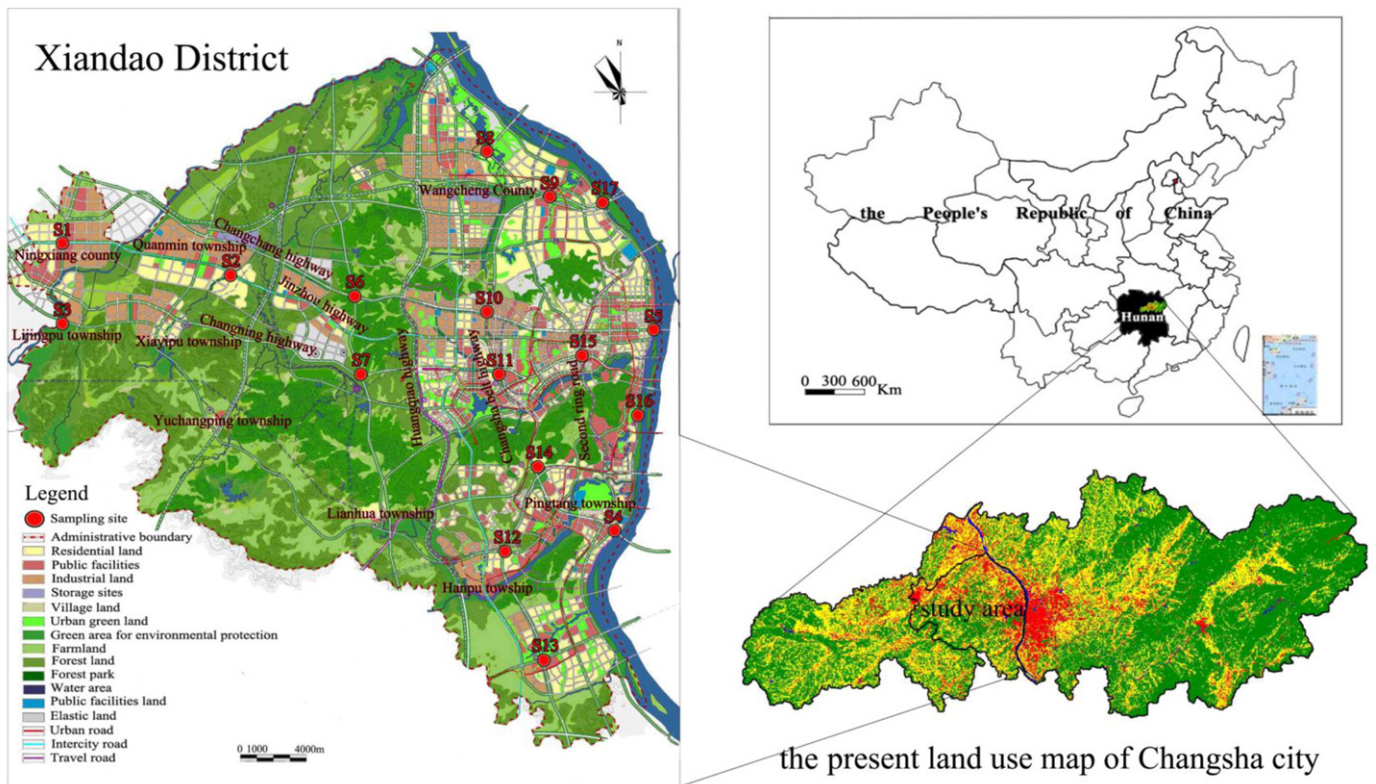 Xiandao District
N
S8
Wangcheng County
S9
S17
S1
Ningxiang county
Quanmin township
Changchang highway
S2
S6
Jinzhou highway
S10
S3
Lijingpu township
Xiayipu township
Changning highway
S5
S15
S7
S11
Huangqiao highway
Changsha belt highway
Second ring road
S16
Yuchangping township
S14
Lianhua township
Pingtang township
S4
S12
Hanpu towship
S13
Legend
Sampling site
Administrative boundary
Residential land
Public facilities
Industrial land
Storage sites
Village land
Urban green land
Green area for environmental protection
Farmland
Forest land
Forest park
Water area
Public facilities land
Elastic land
Urban road
Intercity road
Travel road
0 1000 4000m
the People's Republic of China
Hunan
0 300 600 Km
study area
the present land use map of Changsha city